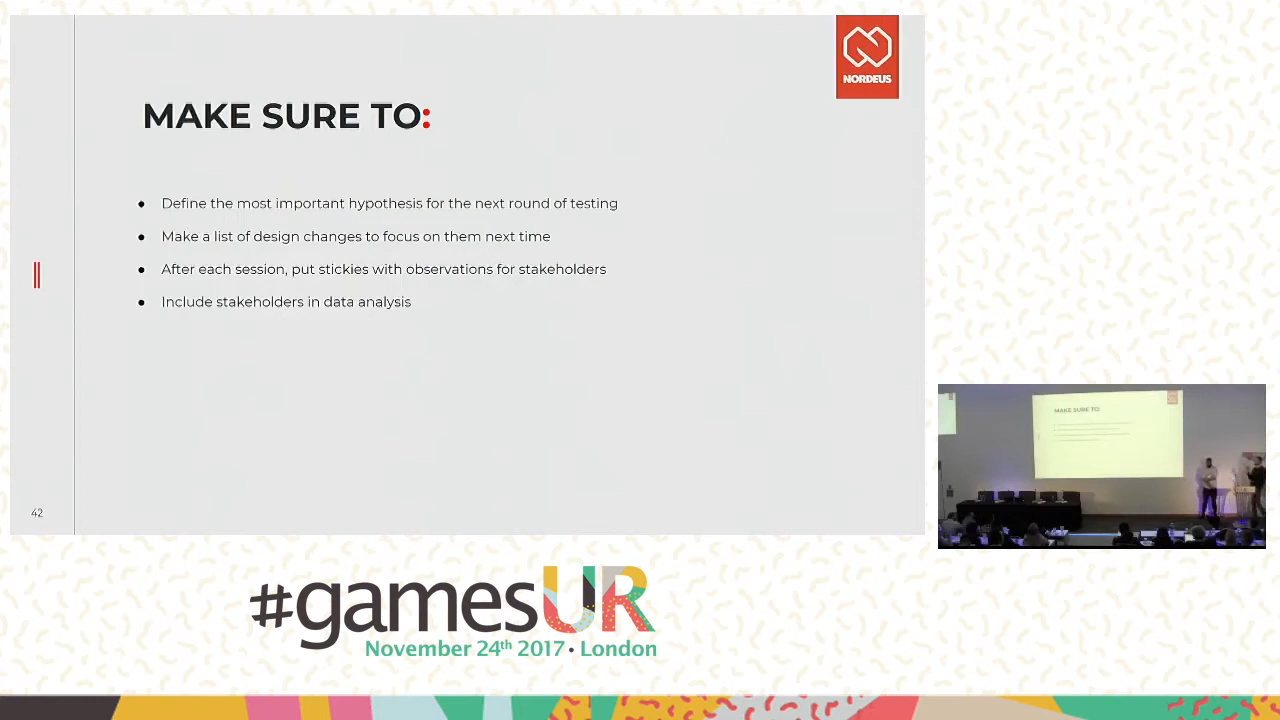 NORDEUS
MAKE SURE TO:
● Define the most important hypothesis for the next round of testing
● Make a list of design changes to focus on them next time
● After each session, put stickies with observations for stakeholders
● Include stakeholders in data analysis
42
MAKE SURE TO:
#gamesUR
November 24th 2017 • London